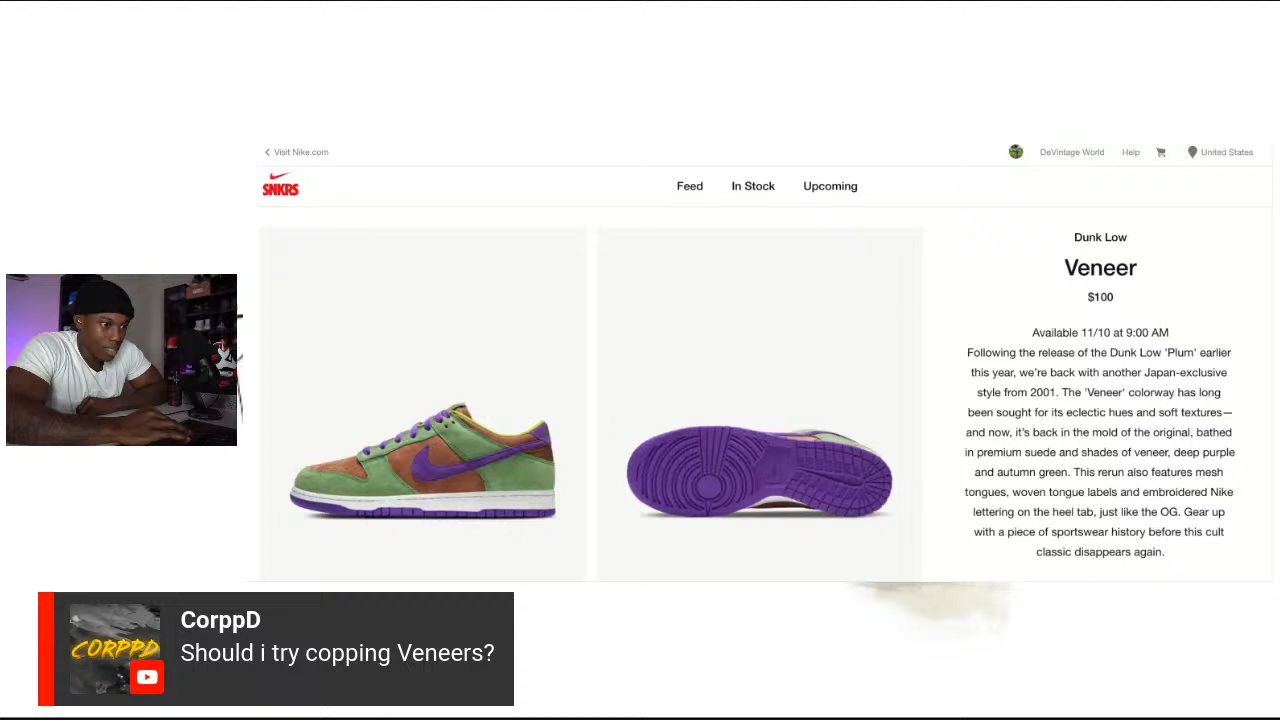 Visit Nike.com
DeVintage World Help United States
SNKRS
Feed In Stock Upcoming
Dunk Low
Veneer
$100
Available 11/10 at 9:00 AM
Following the release of the Dunk Low 'Plum' earlier
this year, we're back with another Japan-exclusive
style from 2001. The 'Veneer' colorway has long
been sought for its eclectic hues and soft textures—
and now, it's back in the mold of the original, bathed
in premium suede and shades of veneer, deep purple
and autumn green. This rerun also features mesh
tongues, woven tongue labels and embroidered Nike
lettering on the heel tab, just like the OG. Gear up
with a piece of sportswear history before this cult
classic disappears again.
CORPPD
CorppD
Should i try copping Veneers?